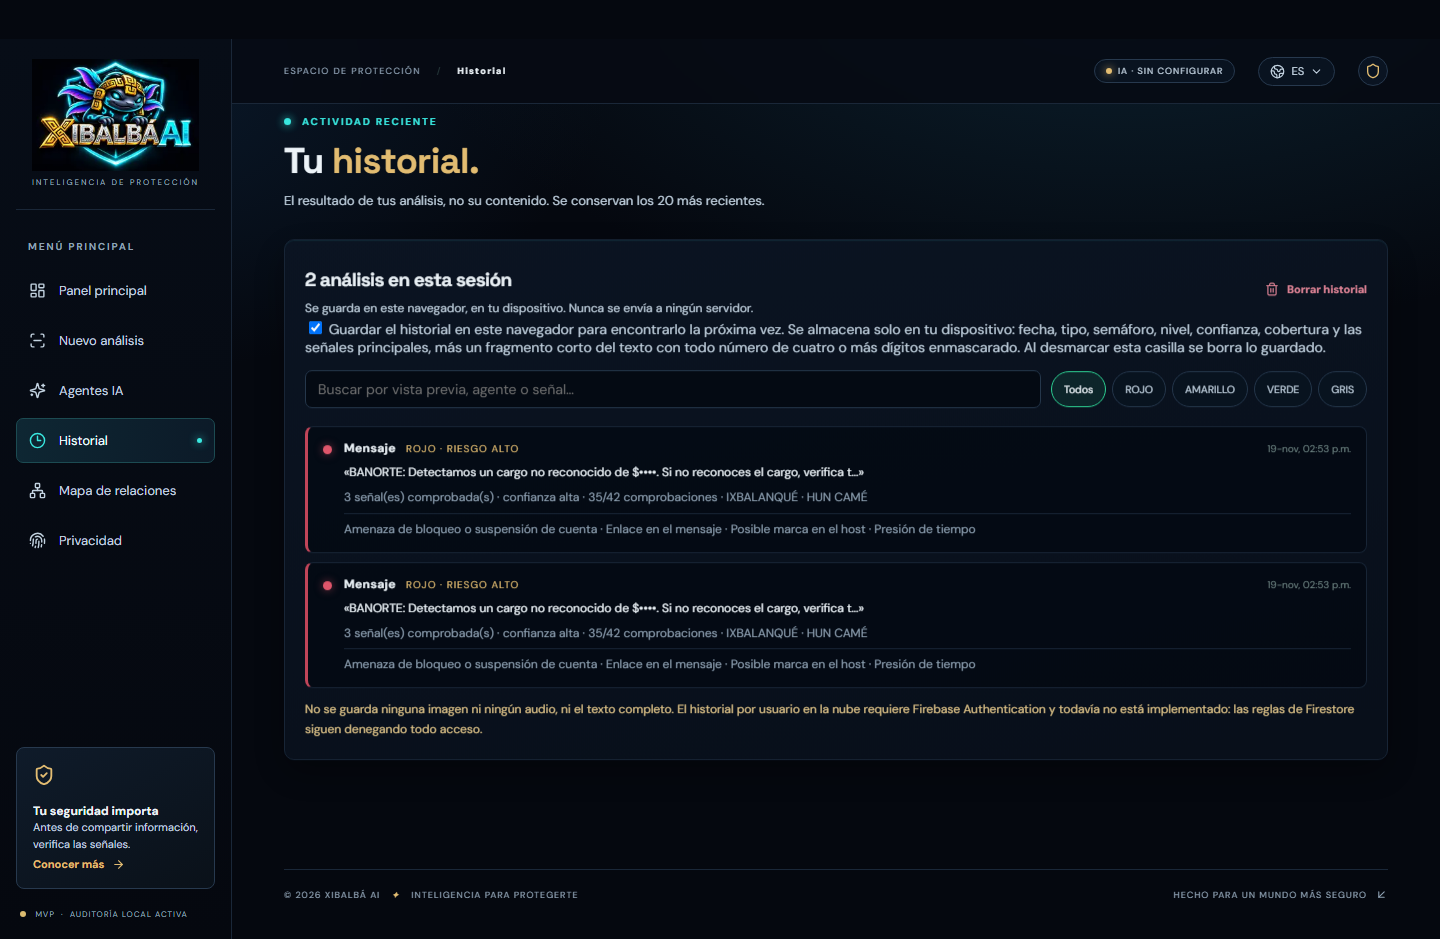 XIBALBÁ AI
INTELIGENCIA DE PROTECCIÓN
MENÚ PRINCIPAL
Panel principal
Nuevo análisis
Agentes IA
Historial
Mapa de relaciones
Privacidad
Tu seguridad importa
Antes de compartir información,
verifica las señales.
Conocer más →
MVP · AUDITORÍA LOCAL ACTIVA
ESPACIO DE PROTECCIÓN / Historial
IA · SIN CONFIGURAR
ES
ACTIVIDAD RECIENTE
Tu historial.
El resultado de tus análisis, no su contenido. Se conservan los 20 más recientes.
2 análisis en esta sesión
Borrar historial
Se guarda en este navegador, en tu dispositivo. Nunca se envía a ningún servidor.
Guardar el historial en este navegador para encontrarlo la próxima vez. Se almacena solo en tu dispositivo: fecha, tipo, semáforo, nivel, confianza, cobertura y las
señales principales, más un fragmento corto del texto con todo número de cuatro o más dígitos enmascarado. Al desmarcar esta casilla se borra lo guardado.
Buscar por vista previa, agente o señal...
Todos ROJO AMARILLO VERDE GRIS
Mensaje ROJO · RIESGO ALTO 19-nov, 02:53 p.m.
«BANORTE: Detectamos un cargo no reconocido de $••••. Si no reconoces el cargo, verifica t...»
3 señal(es) comprobada(s) · confianza alta · 35/42 comprobaciones · IXBALANQUÉ · HUN CAMÉ
Amenaza de bloqueo o suspensión de cuenta · Enlace en el mensaje · Posible marca en el host · Presión de tiempo
Mensaje ROJO · RIESGO ALTO 19-nov, 02:53 p.m.
«BANORTE: Detectamos un cargo no reconocido de $••••. Si no reconoces el cargo, verifica t...»
3 señal(es) comprobada(s) · confianza alta · 35/42 comprobaciones · IXBALANQUÉ · HUN CAMÉ
Amenaza de bloqueo o suspensión de cuenta · Enlace en el mensaje · Posible marca en el host · Presión de tiempo
No se guarda ninguna imagen ni ningún audio, ni el texto completo. El historial por usuario en la nube requiere Firebase Authentication y todavía no está implementado: las reglas de Firestore
siguen denegando todo acceso.
© 2026 XIBALBÁ AI ✦ INTELIGENCIA PARA PROTEGERTE
HECHO PARA UN MUNDO MÁS SEGURO